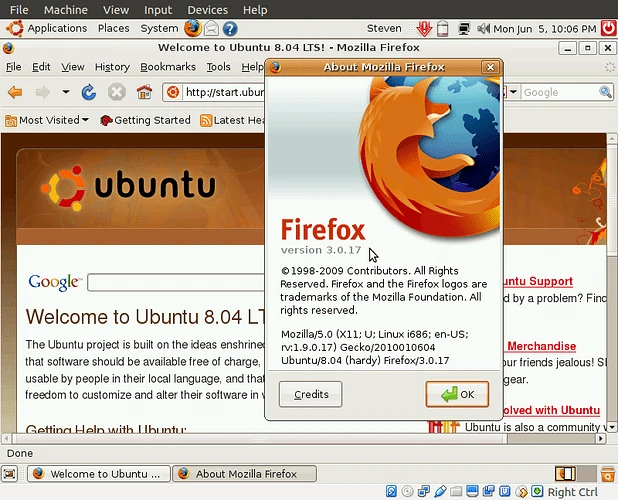 File Machine View Input Devices Help
Applications Places System Steven Mon Jun 5, 10:06 PM
Welcome to Ubuntu 8.04 LTS! - Mozilla Firefox
File Edit View History Bookmarks Tools Help
About Mozilla Firefox
http://start.ubun
Google
Most Visited Getting Started Latest Hea
ubuntu
Firefox
version 3.0.17
©1998-2009 Contributors. All Rights
Reserved. Firefox and the Firefox logos are
trademarks of the Mozilla Foundation. All
rights reserved.
Mozilla/5.0 (X11; U; Linux i686; en-US;
rv:1.9.0.17) Gecko/2010010604
Ubuntu/8.04 (hardy) Firefox/3.0.17
Credits OK
Google™
Welcome to Ubuntu 8.04 LT
The Ubuntu project is built on the ideas enshrine
that software should be available free of charge,
usable by people in their local language, and that
freedom to customize and alter their software in w
Getting Help with Ubuntu:
untu Support
d by a problem? Find
Merchandise
our friends jealous! S
gear.
olved with Ubuntu
Ubuntu is also a community w
Done
Welcome to Ubuntu ... About Mozilla Firefox
Right Ctrl